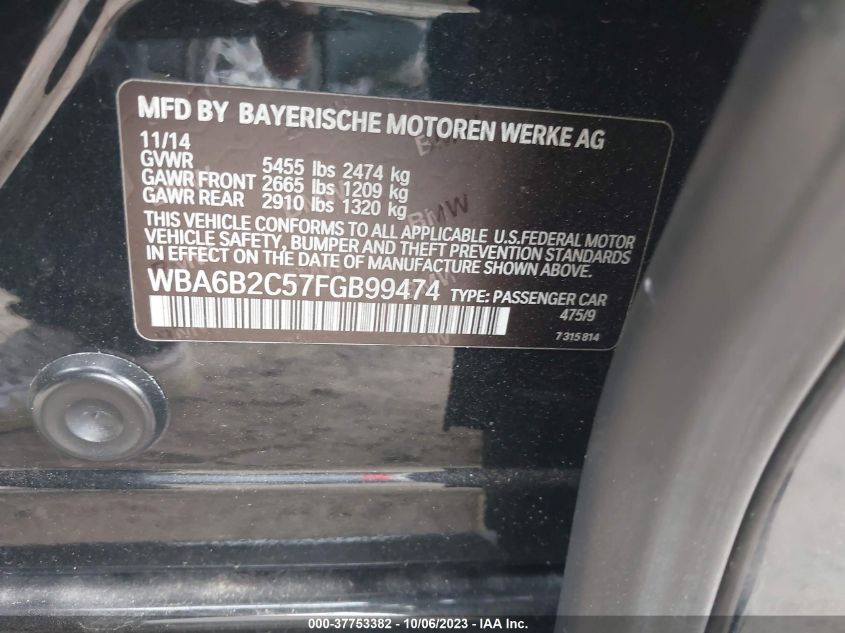 MFD BY BAYERISCHE MOTOREN WERKE AG
11/14
GVWR 5455 lbs 2474 kg
GAWR FRONT 2665 lbs 1209 kg
GAWR REAR 2910 lbs 1320 kg
THIS VEHICLE CONFORMS TO ALL APPLICABLE U.S.FEDERAL MOTOR
VEHICLE SAFETY, BUMPER AND THEFT PREVENTION STANDARDS
IN EFFECT ON THE DATE OF MANUFACTURE SHOWN ABOVE.
WBA6B2C57FGB99474 TYPE: PASSENGER CAR
475/9
7 315 814
000-37753382 - 10/06/2023 - IAA Inc.